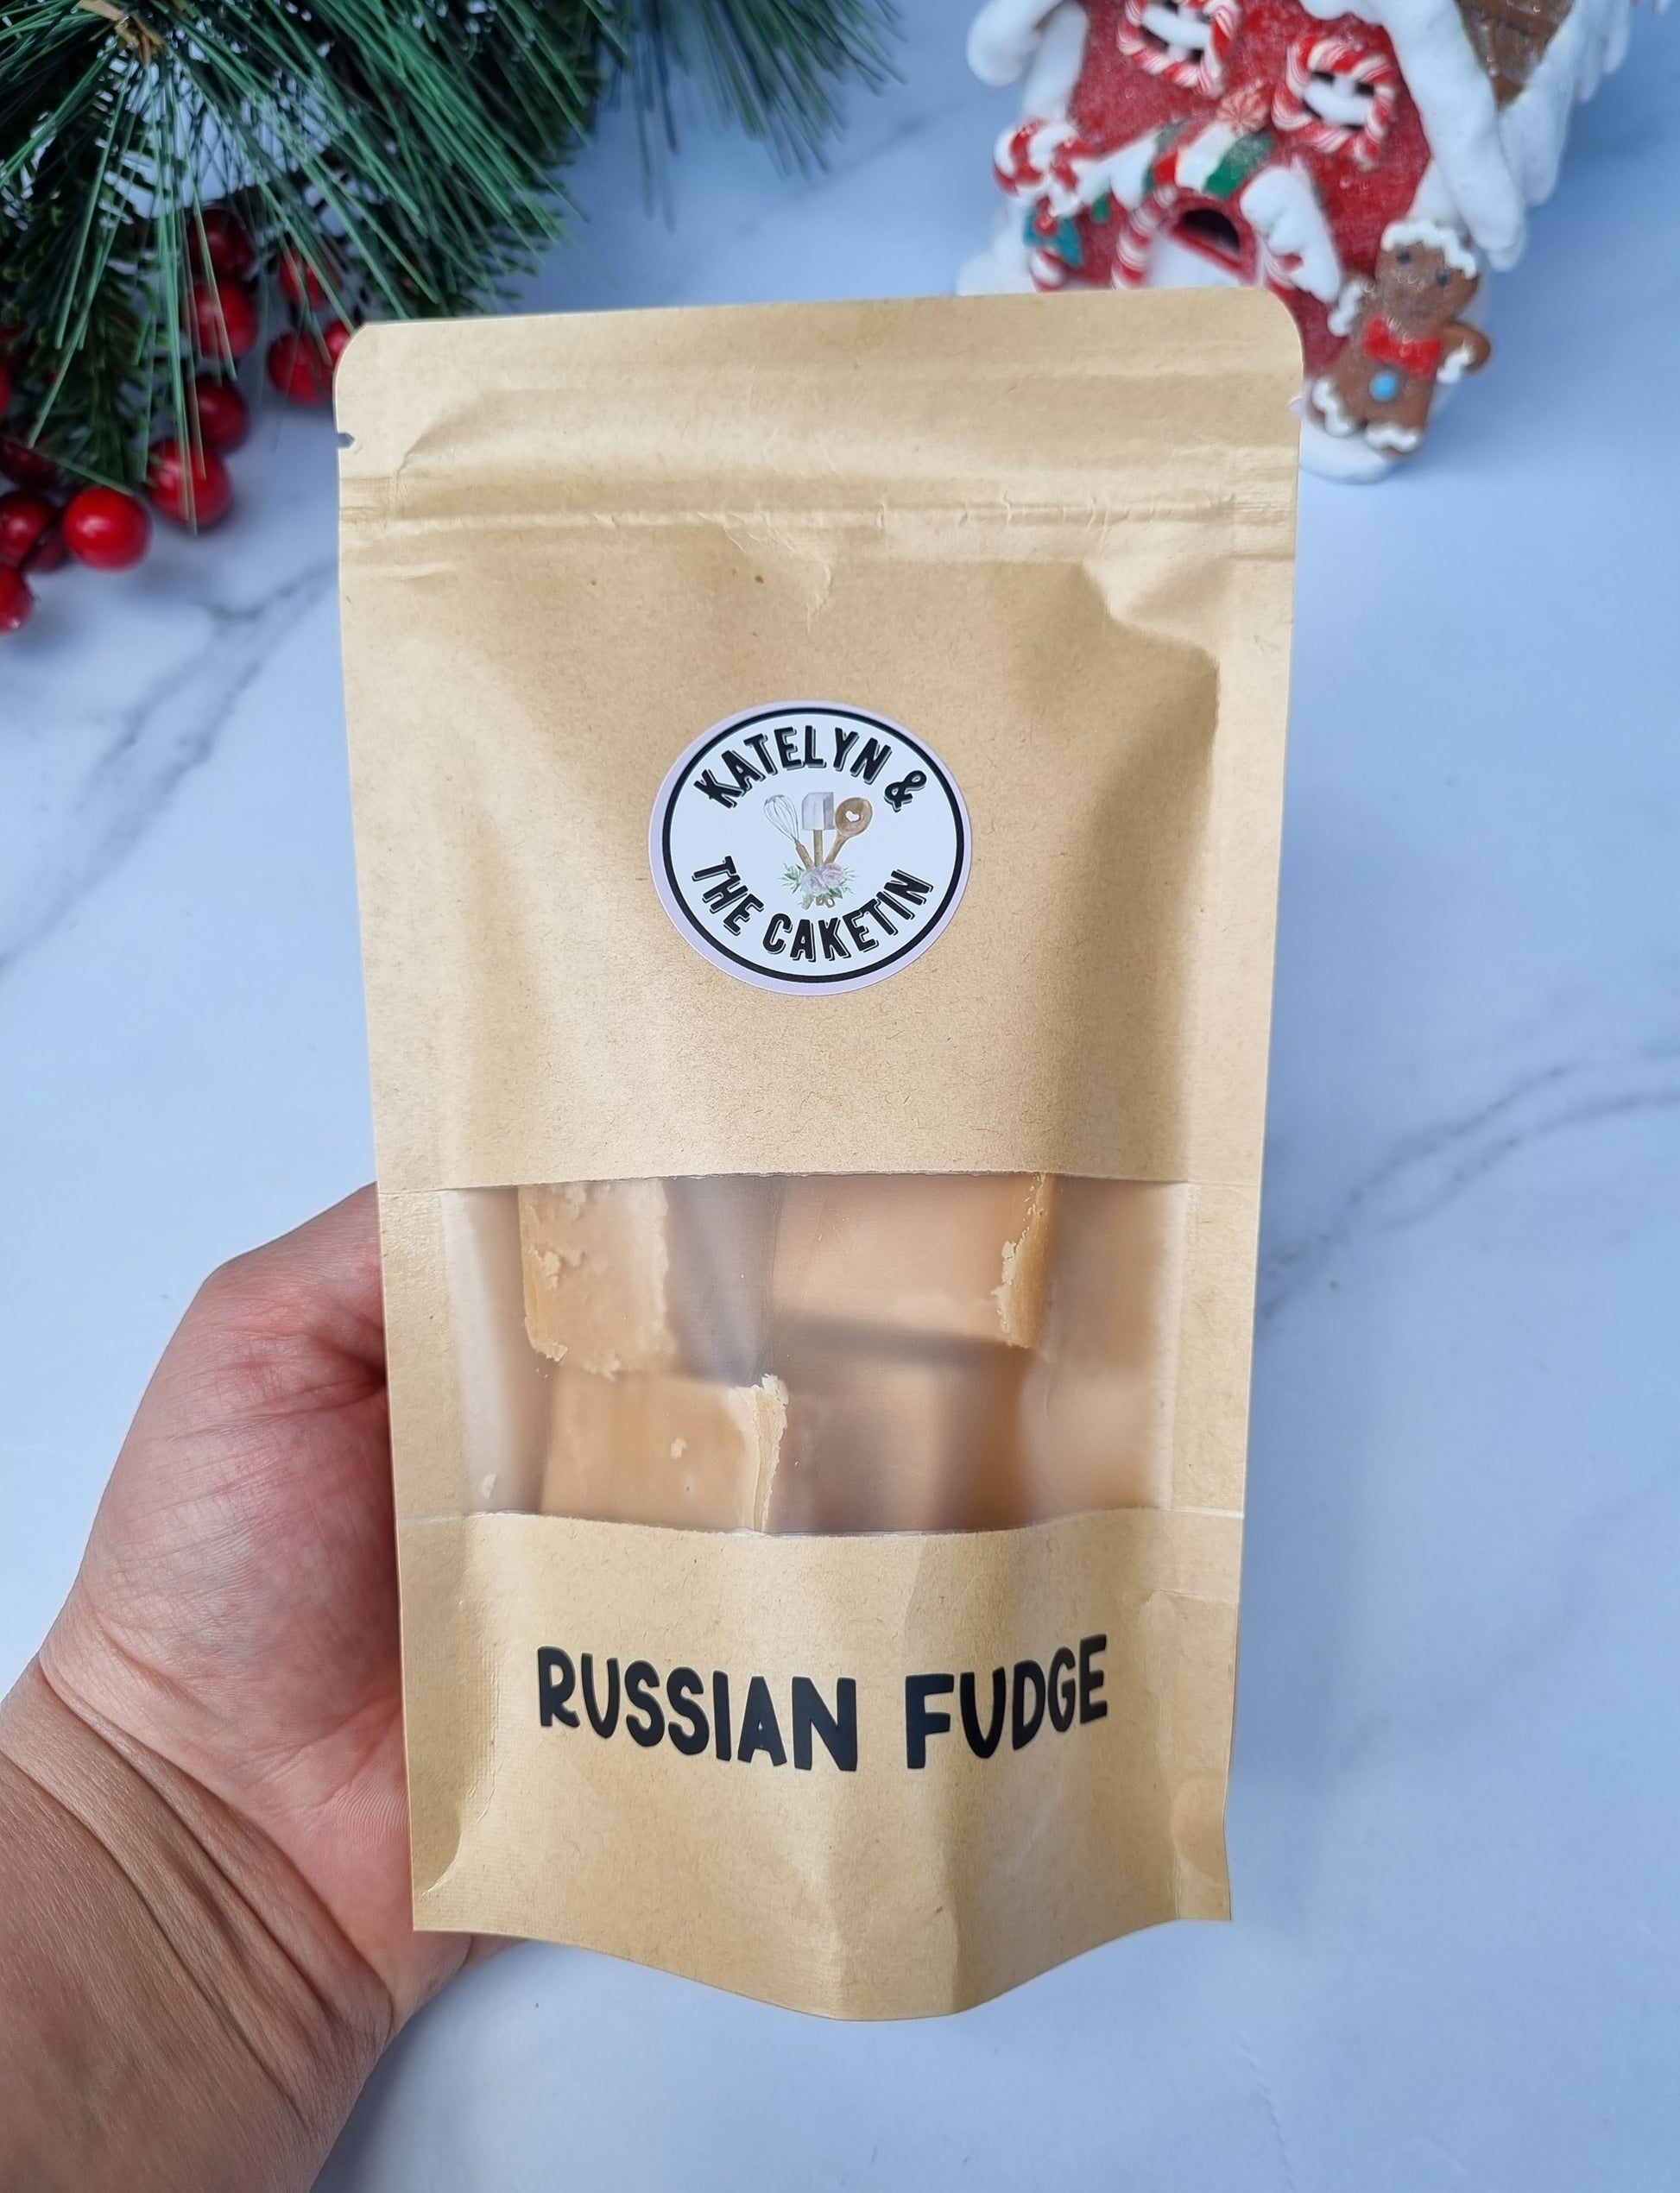 KATELYN &
THE CAKETIN
RUSSIAN FUDGE